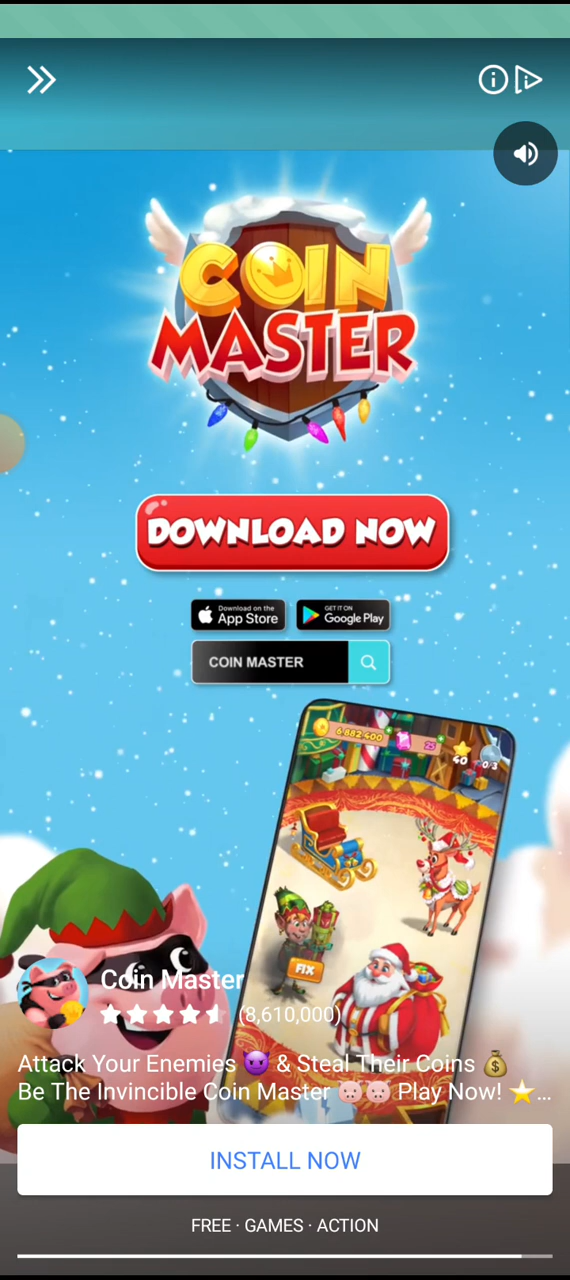 COIN
MASTER
DOWNLOAD NOW
Download on the
App Store
GET IT ON
Google Play
COIN MASTER
6,882,400
25
40
0/3
FIX
Coin Master
(8,610,000)
Attack Your Enemies 😈 & Steal Their Coins 💰
Be The Invincible Coin Master 🐷🐷 Play Now! ⭐...
INSTALL NOW
FREE · GAMES · ACTION